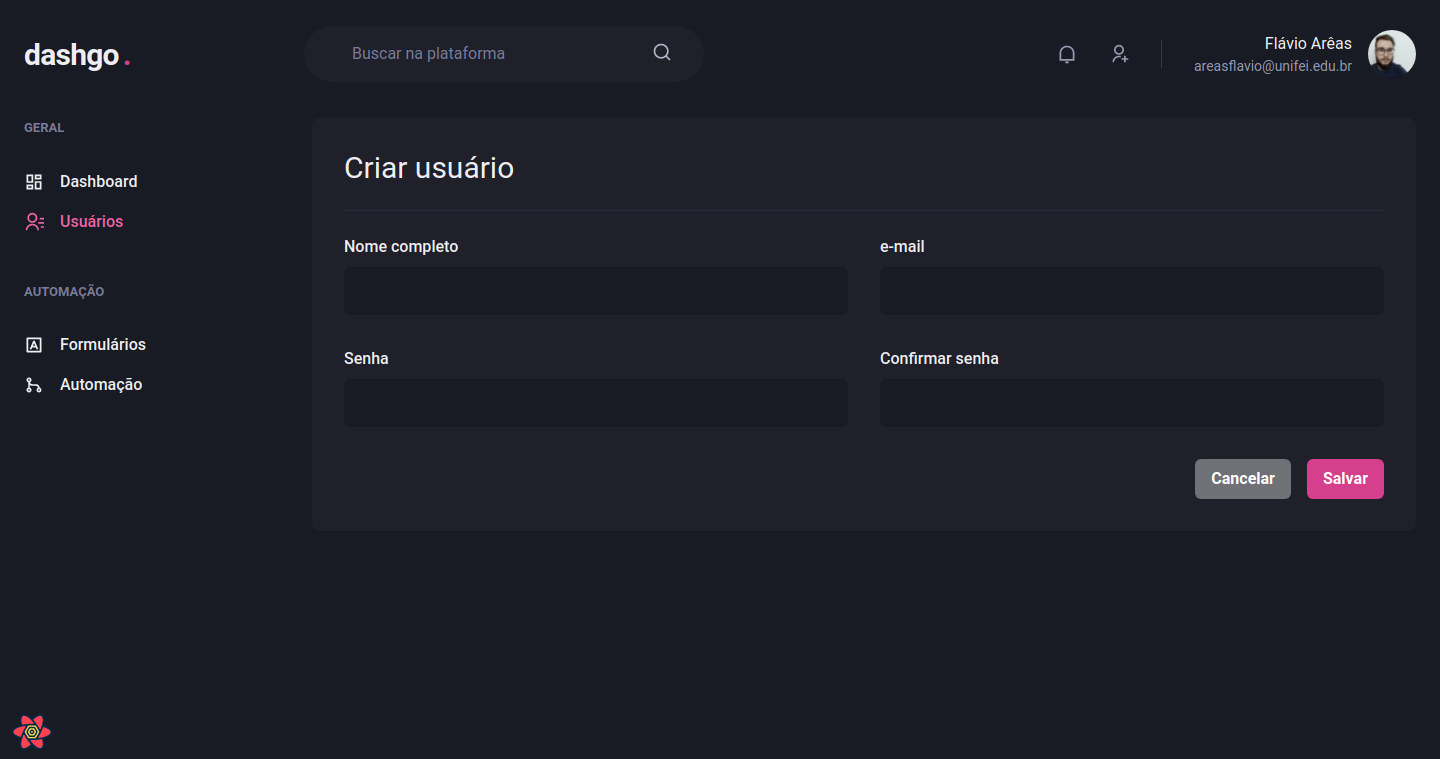 dashgo.
Buscar na plataforma
Flávio Arêas
areasflavio@unifei.edu.br
GERAL
Dashboard
Usuários
AUTOMAÇÃO
Formulários
Automação
Criar usuário
Nome completo
e-mail
Senha
Confirmar senha
Cancelar
Salvar